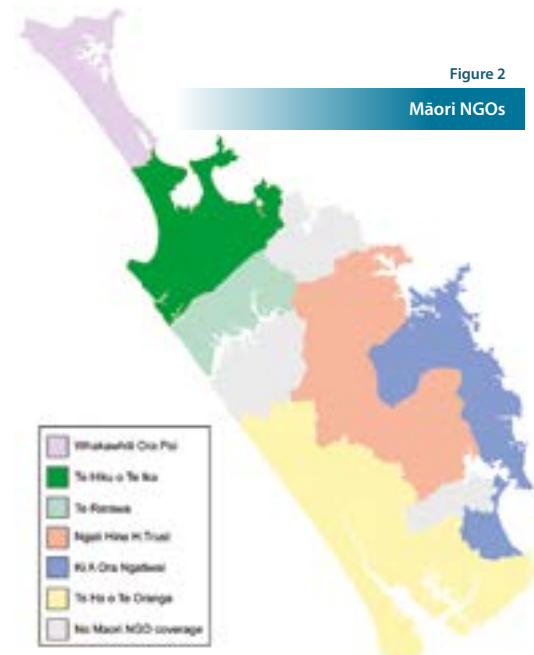 Figure 2
Māori NGOs
Whakawhiti Ora Pai
Te Hiku o Te Ika
Te Rarawa
Ngati Hine H Trust
Ki A Ora Ngatiwai
Te Ha o Te Oranga
No Maori NGO coverage